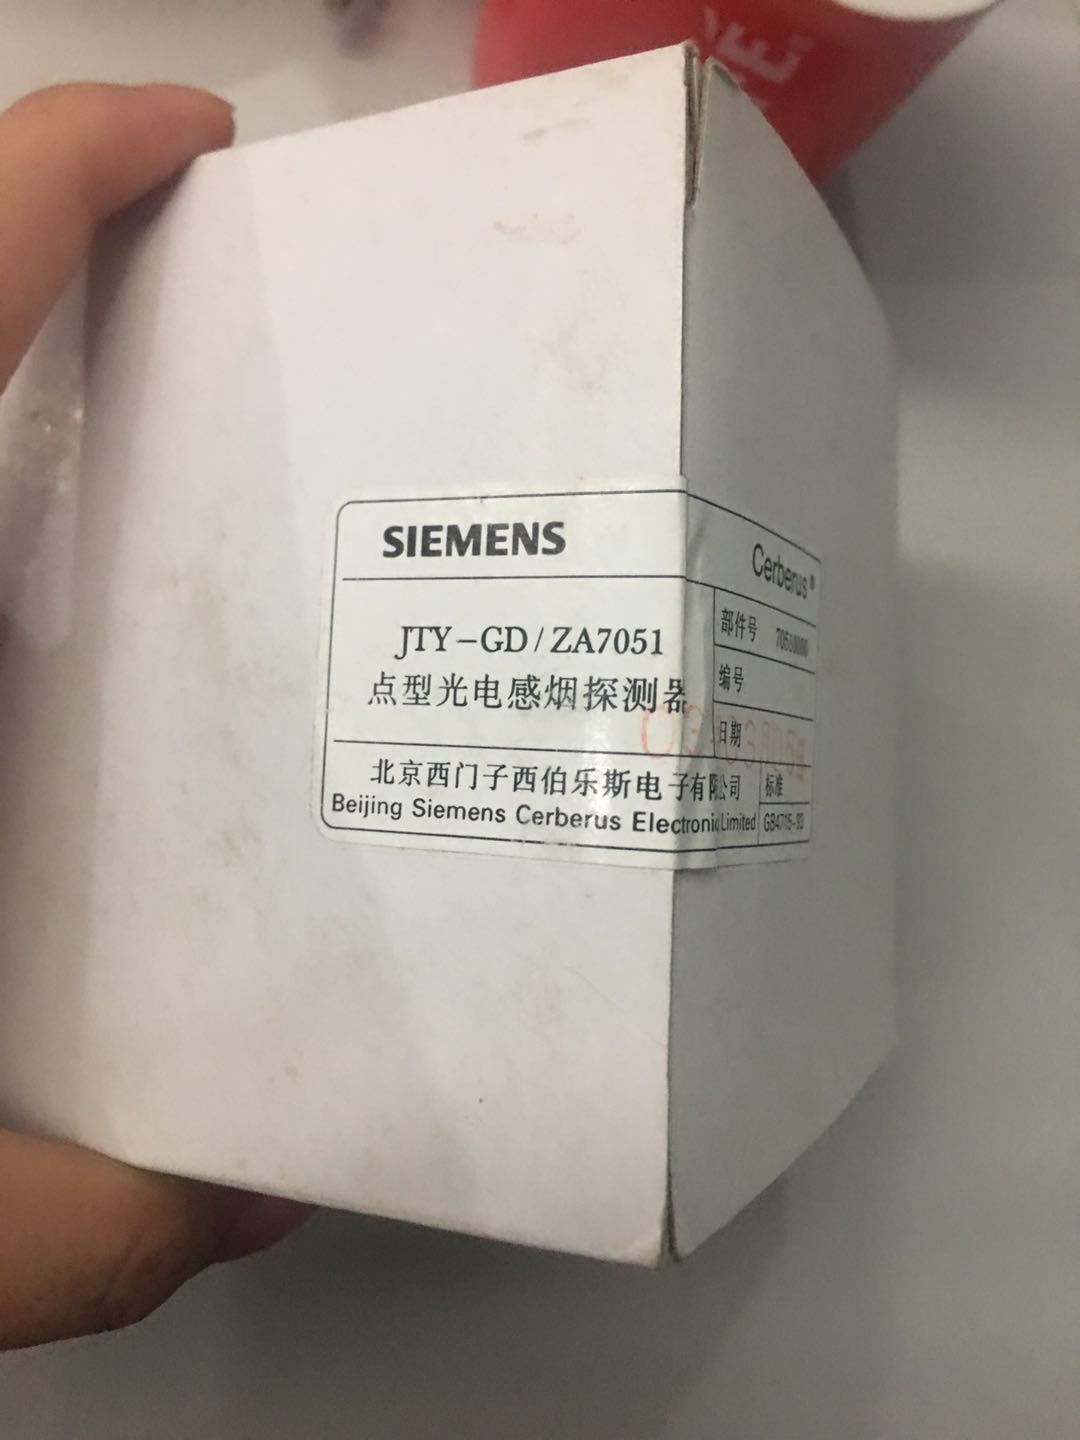 SIEMENS
Cerberus®
JTY-GD/ZA7051
点型光电感烟探测器
部件号
编号
日期
北京西门子西伯乐斯电子有限公司
Beijing Siemens Cerberus Electronic Limited
标准
GB4715-93
E.